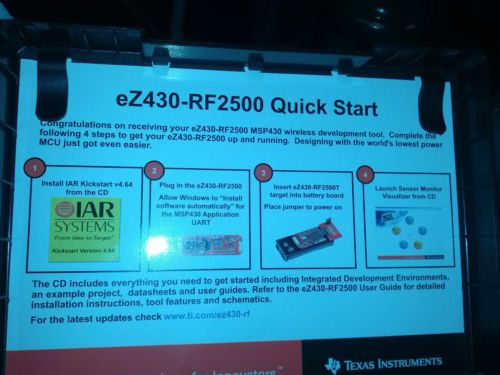 eZ430-RF2500 Quick Start
Congratulations on receiving your eZ430-RF2500 MSP430 wireless development tool. Complete the
following 4 steps to get your eZ430-RF2500 up and running. Designing with the world's lowest power
MCU just got even easier.
1
Install IAR Kickstart v4.64
from the CD
IAR
SYSTEMS
From Idea to Target
Kickstart Version 4.64
2
Plug in the eZ430-RF2500
Allow Windows to "Install
software automatically" for
the MSP430 Application
UART
3
Insert eZ430-RF2500T
target into battery board
Place jumper to power on
4
Launch Sensor Monitor
Visualizer from CD
The CD includes everything you need to get started including Integrated Development Environments,
an example project, datasheets and user guides. Refer to the eZ430-RF2500 User Guide for detailed
installation instructions, tool features and schematics.
For the latest updates check www.ti.com/ez430-rf
for Innovators™
TEXAS INSTRUMENTS